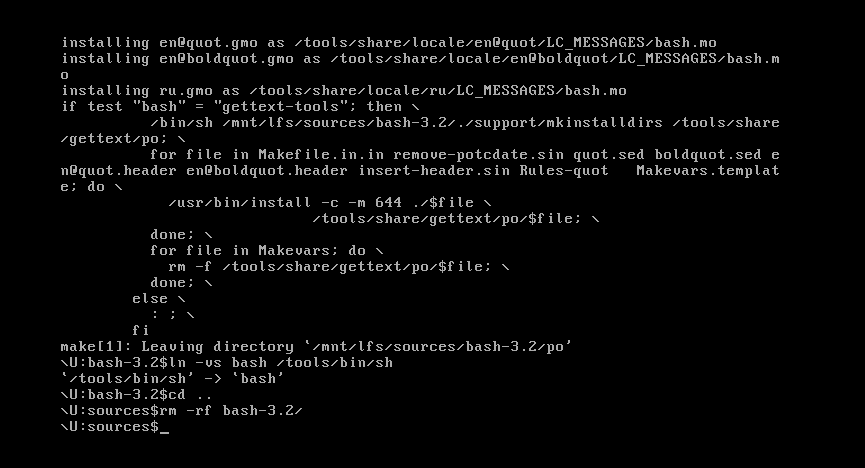 installing en@quot.gmo as /tools/share/locale/en@quot/LC_MESSAGES/bash.mo
installing en@boldquot.gmo as /tools/share/locale/en@boldquot/LC_MESSAGES/bash.m
o
installing ru.gmo as /tools/share/locale/ru/LC_MESSAGES/bash.mo
if test "bash" = "gettext-tools"; then \
          /bin/sh /mnt/lfs/sources/bash-3.2/./support/mkinstalldirs /tools/share
/gettext/po; \
          for file in Makefile.in.in remove-potcdate.sin quot.sed boldquot.sed e
n@quot.header en@boldquot.header insert-header.sin Rules-quot   Makevars.templat
e; do \
            /usr/bin/install -c -m 644 ./$file \
                            /tools/share/gettext/po/$file; \
          done; \
          for file in Makevars; do \
            rm -f /tools/share/gettext/po/$file; \
          done; \
        else \
          : ; \
        fi
make[1]: Leaving directory ‘/mnt/lfs/sources/bash-3.2/po’
\U:bash-3.2$ln -vs bash /tools/bin/sh
‘/tools/bin/sh’ -> ‘bash’
\U:bash-3.2$cd ..
\U:sources$rm -rf bash-3.2/
\U:sources$_